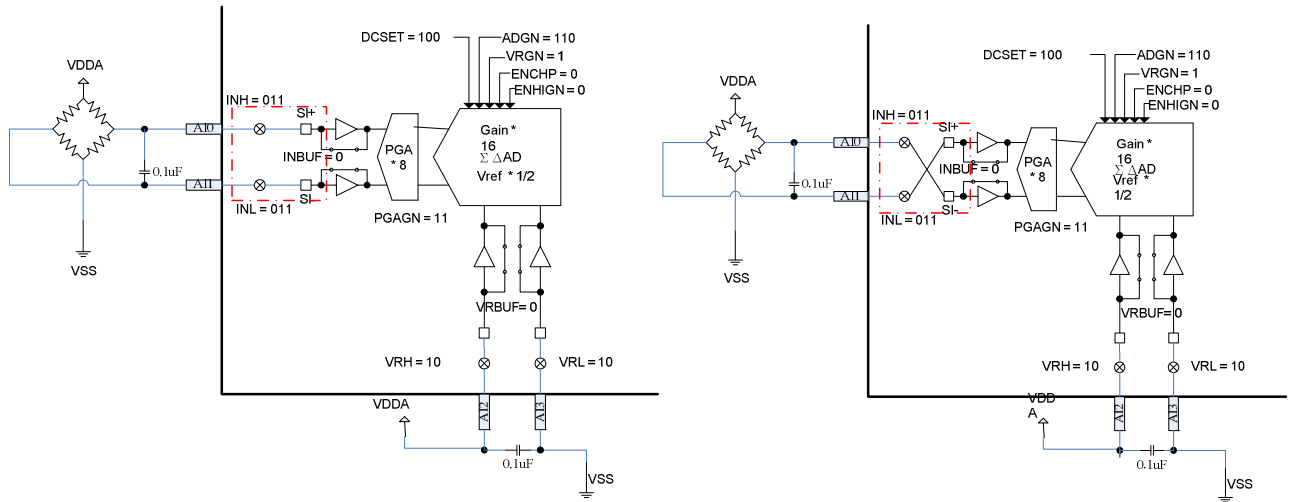 DCSET = 100
ADGN = 110
VRGN = 1
ENCHP = 0
ENHIGN = 0
VDDA
INH = 011
SI+
AI0
0.1uF
INBUF = 0
PGA
* 8
Gain *
16
Σ ΔAD
Vref * 1/2
AI1
SI-
INL = 011
PGAGN = 11
VSS
VRBUF= 0
VRH = 10
VRL = 10
VDDA
AI2
AI3
0.1uF
VSS
DCSET = 100
ADGN = 110
VRGN = 1
ENCHP = 0
ENHIGN = 0
VDDA
INH = 011
SI+
AI0
0.1uF
INBUF = 0
PGA
* 8
Gain *
16
Σ ΔAD
Vref *
1/2
AI1
SI-
INL = 011
PGAGN = 11
VSS
VRBUF= 0
VRH = 10
VRL = 10
VDD
A
AI2
AI3
0.1uF
VSS